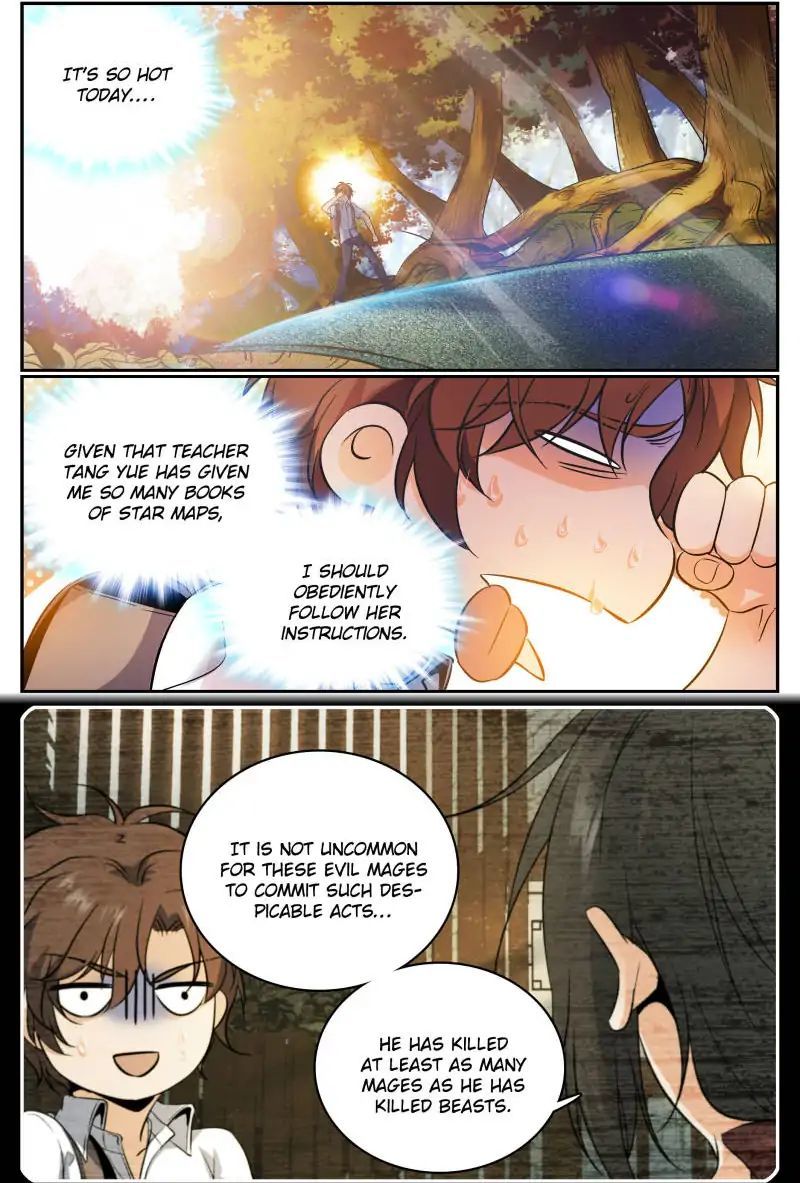 IT'S SO HOT
TODAY....
GIVEN THAT TEACHER
TANG YUE HAS GIVEN
ME SO MANY BOOKS
OF STAR MAPS,
I SHOULD
OBEDIENTLY
FOLLOW HER
INSTRUCTIONS.
IT IS NOT UNCOMMON
FOR THESE EVIL MAGES
TO COMMIT SUCH DES-
PICABLE ACTS...
HE HAS KILLED
AT LEAST AS MANY
MAGES AS HE HAS
KILLED BEASTS.